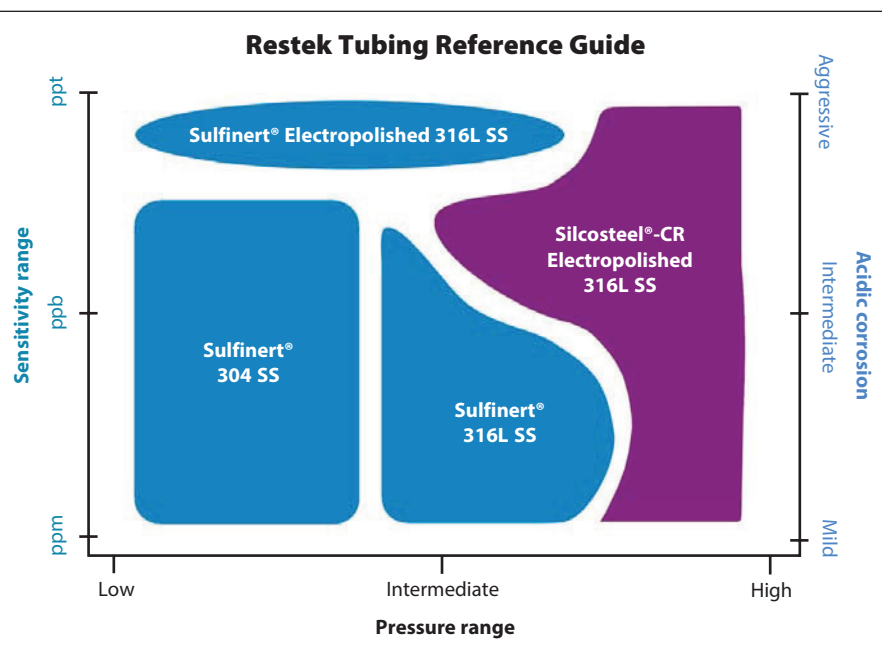 Restek Tubing Reference Guide
Sensitivity range
ppt
ppb
ppm
Sulfinert® Electropolished 316L SS
Sulfinert®
304 SS
Sulfinert®
316L SS
Silcosteel®-CR
Electropolished
316L SS
Aggressive
Intermediate
Mild
Acidic corrosion
Low
Intermediate
High
Pressure range